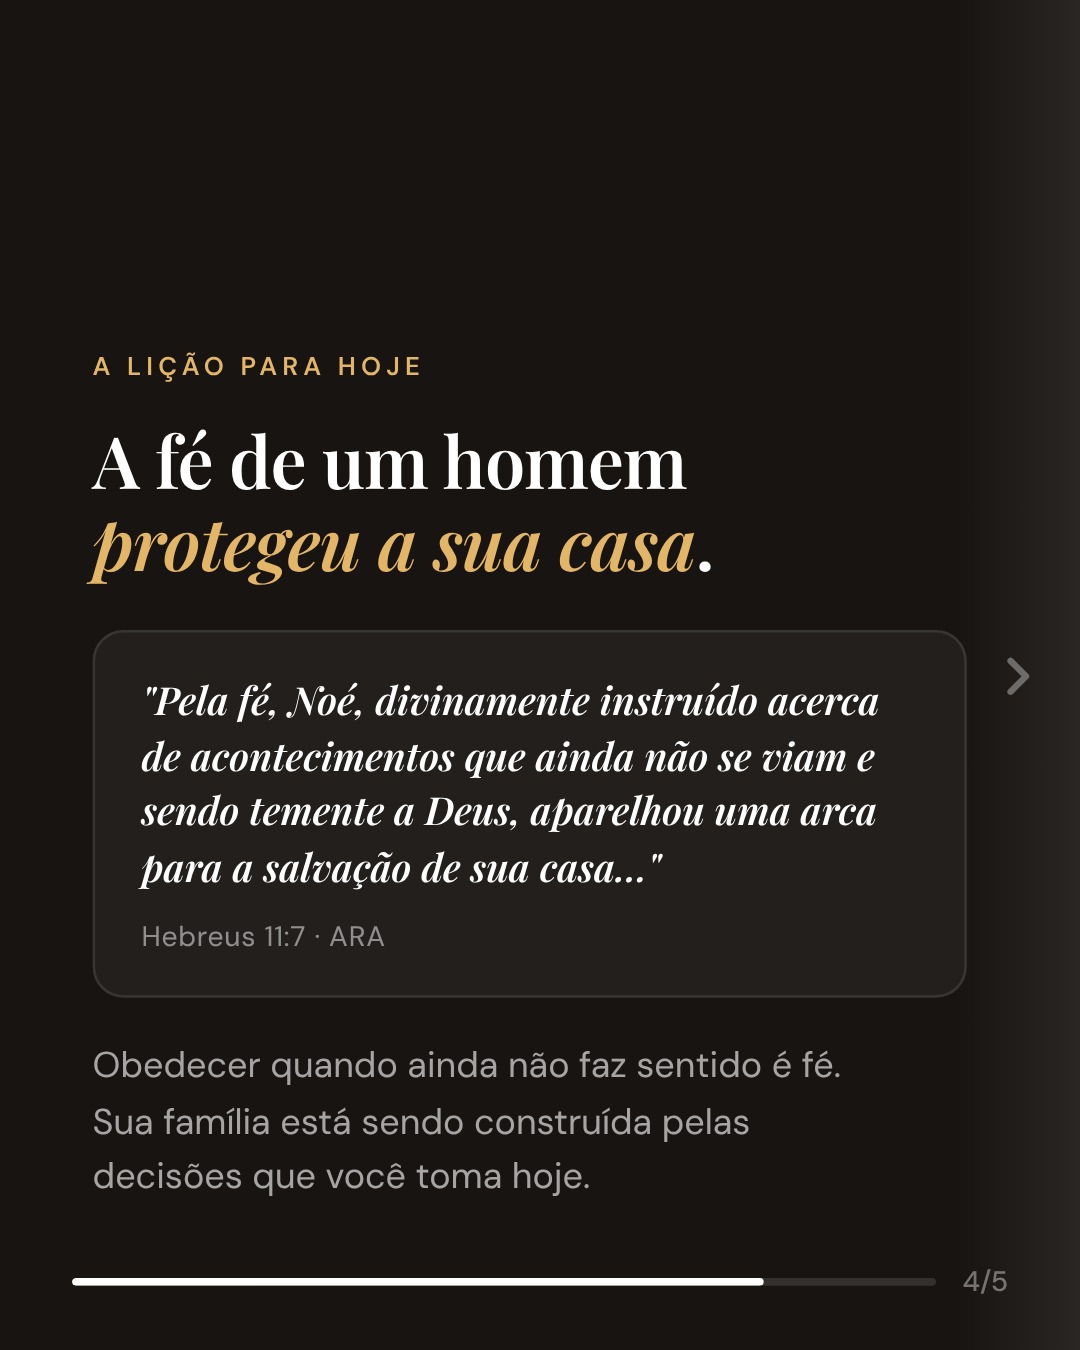 A LIÇÃO PARA HOJE
A fé de um homem
protegeu a sua casa.
"Pela fé, Noé, divinamente instruído acerca
de acontecimentos que ainda não se viam e
sendo temente a Deus, aparelhou uma arca
para a salvação de sua casa..."
Hebreus 11:7 · ARA
Obedecer quando ainda não faz sentido é fé.
Sua família está sendo construída pelas
decisões que você toma hoje.
4/5